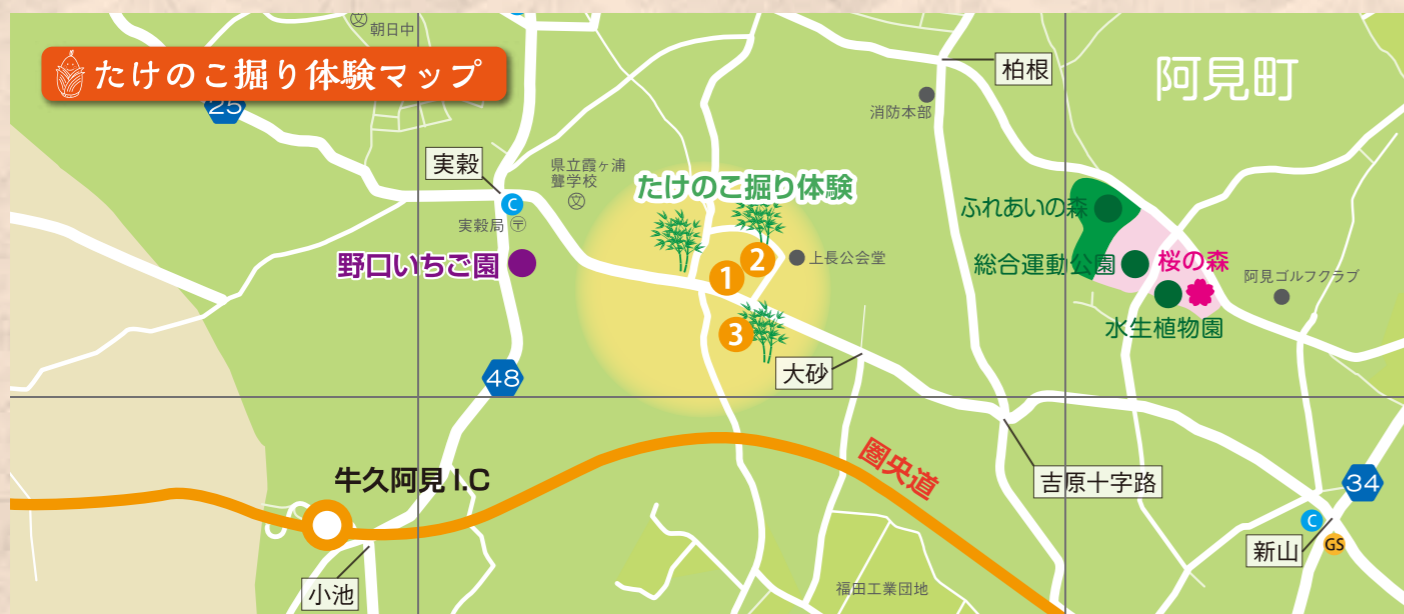 朝日中
たけのこ掘り体験マップ
25
柏根
阿見町
消防本部
実穀
県立霞ヶ浦
聾学校
文
たけのこ掘り体験
C
実穀局 〒
ふれあいの森
野口いちご園
2
上長公会堂
1
総合運動公園
桜の森
阿見ゴルフクラブ
水生植物園
3
大砂
48
圏央道
牛久阿見 I.C
吉原十字路
34
C
GS
新山
小池
福田工業団地